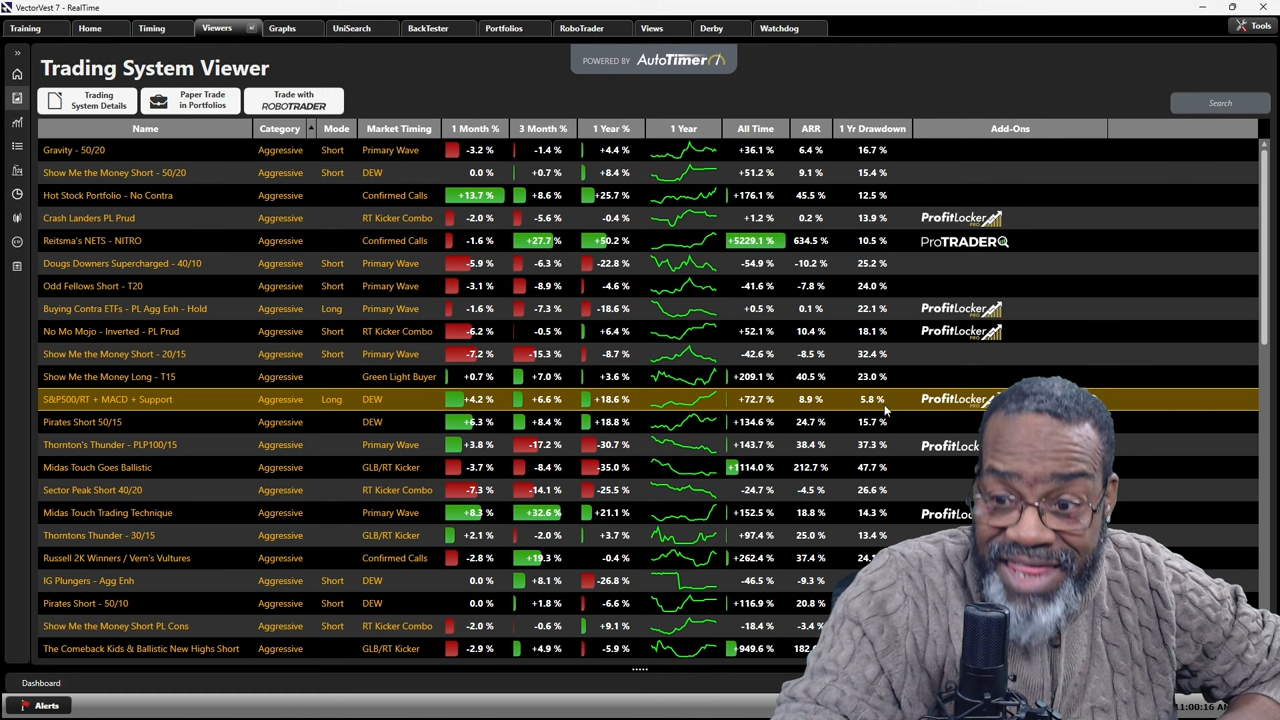 VectorVest 7 - RealTime
Training Home Timing Viewers Graphs UniSearch BackTester Portfolios RoboTrader Views Derby Watchdog Tools
Trading System Viewer
POWERED BY AutoTimer
Trading System Details
Paper Trade in Portfolios
Trade with ROBOTRADER
Search
Name Category Mode Market Timing 1 Month % 3 Month % 1 Year % 1 Year All Time ARR 1 Yr Drawdown Add-Ons
Gravity - 50/20 Aggressive Short Primary Wave -3.2 % -1.4 % +4.4 % +36.1 % 6.4 % 16.7 %
Show Me the Money Short - 50/20 Aggressive Short DEW 0.0 % +0.7 % +8.4 % +51.2 % 9.1 % 15.4 %
Hot Stock Portfolio - No Contra Aggressive Confirmed Calls +13.7 % +8.6 % +25.7 % +176.1 % 45.5 % 12.5 %
Crash Landers PL Prud Aggressive RT Kicker Combo -2.0 % -5.6 % -0.4 % +1.2 % 0.2 % 13.9 % ProfitLocker PRO
Reitsma's NETS - NITRO Aggressive Confirmed Calls -1.6 % +27.7 % +50.2 % +5229.1 % 634.5 % 10.5 % ProTRADER
Dougs Downers Supercharged - 40/10 Aggressive Short Primary Wave -5.9 % -6.3 % -22.8 % -54.9 % -10.2 % 25.2 %
Odd Fellows Short - T20 Aggressive Short Primary Wave -3.1 % -8.9 % -4.6 % -41.6 % -7.8 % 24.0 %
Buying Contra ETFs - PL Agg Enh - Hold Aggressive Long Primary Wave -1.6 % -7.3 % -18.6 % +0.5 % 0.1 % 22.1 % ProfitLocker PRO
No Mo Mojo - Inverted - PL Prud Aggressive Short RT Kicker Combo -6.2 % -0.5 % +6.4 % +52.1 % 10.4 % 18.1 % ProfitLocker PRO
Show Me the Money Short - 20/15 Aggressive Short Primary Wave -7.2 % -15.3 % -8.7 % -42.6 % -8.5 % 32.4 %
Show Me the Money Long - T15 Aggressive Green Light Buyer +0.7 % +7.0 % +3.6 % +209.1 % 40.5 % 23.0 %
S&P500/RT + MACD + Support Aggressive Long DEW +4.2 % +6.6 % +18.6 % +72.7 % 8.9 % 5.8 % ProfitLocker
Pirates Short 50/15 Aggressive DEW +6.3 % +8.4 % +18.8 % +134.6 % 24.7 % 15.7 %
Thornton's Thunder - PLP100/15 Aggressive Primary Wave +3.8 % -17.2 % -30.7 % +143.7 % 38.4 % 37.3 % ProfitLock
Midas Touch Goes Ballistic Aggressive GLB/RT Kicker -3.7 % -8.4 % -35.0 % +1114.0 % 212.7 % 47.7 %
Sector Peak Short 40/20 Aggressive RT Kicker Combo -7.3 % -14.1 % -25.5 % -24.7 % -4.5 % 26.6 %
Midas Touch Trading Technique Aggressive Primary Wave +8.3 % +32.6 % +21.1 % +152.5 % 18.8 % 14.3 % ProfitLo
Thorntons Thunder - 30/15 Aggressive GLB/RT Kicker +2.1 % -2.0 % +3.7 % +97.4 % 25.0 % 13.4 %
Russell 2K Winners / Vern's Vultures Aggressive Confirmed Calls -2.8 % +19.3 % -0.4 % +262.4 % 37.4 %
IG Plungers - Agg Enh Aggressive Short DEW 0.0 % +8.1 % -26.8 % -46.5 % -9.3 %
Pirates Short - 50/10 Aggressive Short DEW 0.0 % +1.8 % -6.6 % +116.9 % 20.8 %
Show Me the Money Short PL Cons Aggressive Short RT Kicker Combo -2.0 % -0.6 % +9.1 % -18.4 % -3.4 %
The Comeback Kids & Ballistic New Highs Short Aggressive GLB/RT Kicker -2.9 % +4.9 % -5.9 % +949.6 %
Dashboard
Alerts 11:00:16